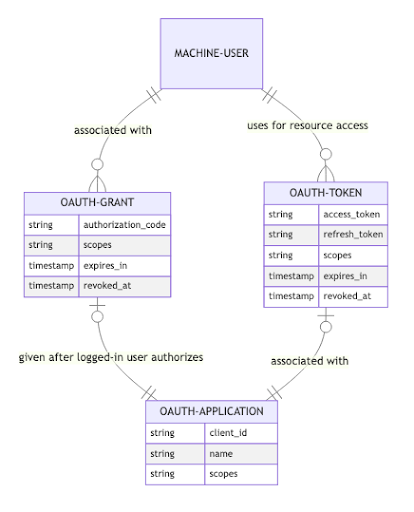 MACHINE-USER
associated with
uses for resource access
OAUTH-GRANT
string authorization_code
string scopes
timestamp expires_in
timestamp revoked_at
OAUTH-TOKEN
string access_token
string refresh_token
string scopes
timestamp expires_in
timestamp revoked_at
given after logged-in user authorizes
associated with
OAUTH-APPLICATION
string client_id
string name
string scopes